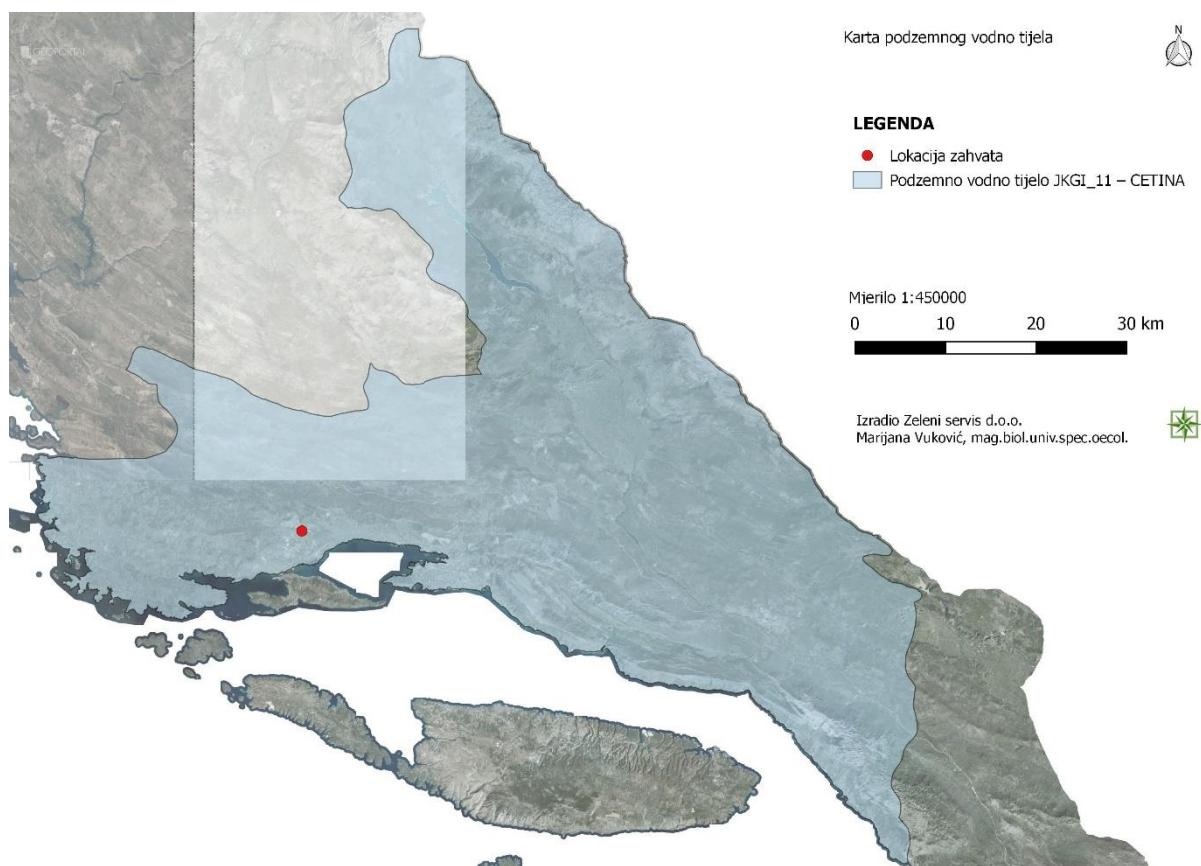 GEOPORTAL
Karta podzemnog vodno tijela
N
LEGENDA
Lokacija zahvata
Podzemno vodno tijelo JKGI_11 – CETINA
Mjerilo 1:450000
0 10 20 30 km
Izradio Zeleni servis d.o.o.
Marijana Vuković, mag.biol.univ.spec.oecol.